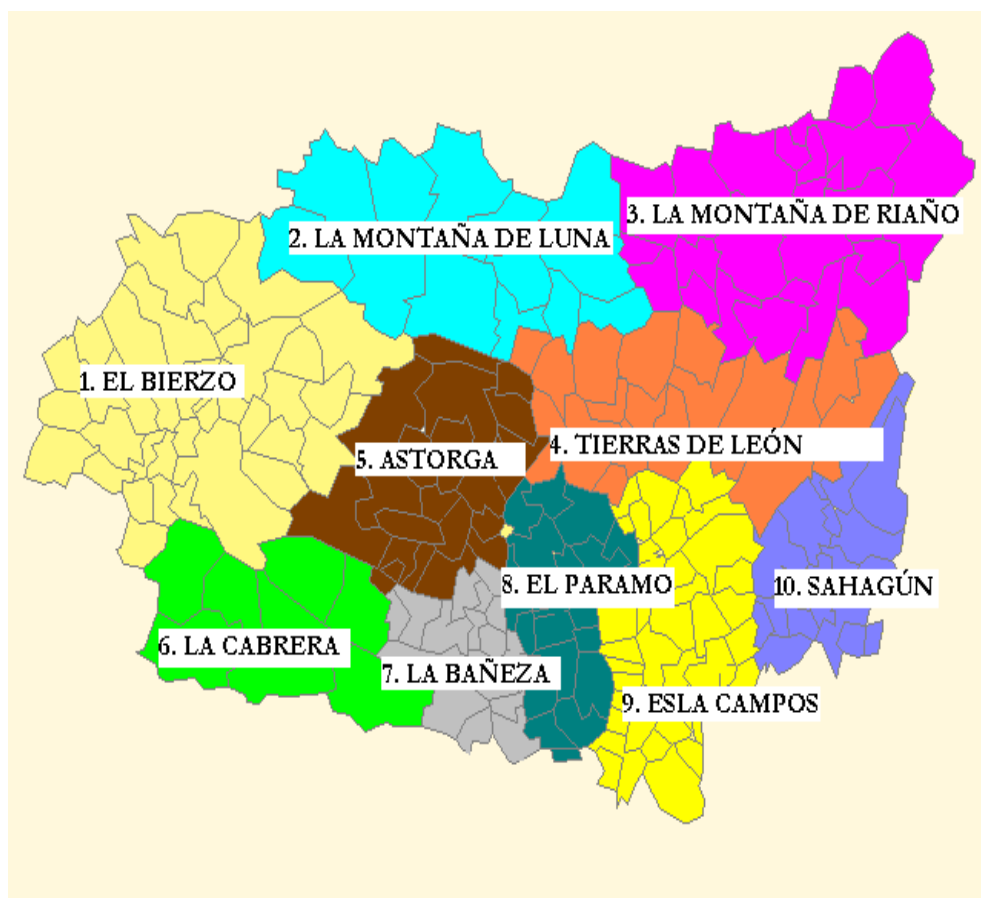 1. EL BIERZO
2. LA MONTAÑA DE LUNA
3. LA MONTAÑA DE RIAÑO
4. TIERRAS DE LEÓN
5. ASTORGA
6. LA CABRERA
7. LA BAÑEZA
8. EL PARAMO
9. ESLA CAMPOS
10. SAHAGÚN